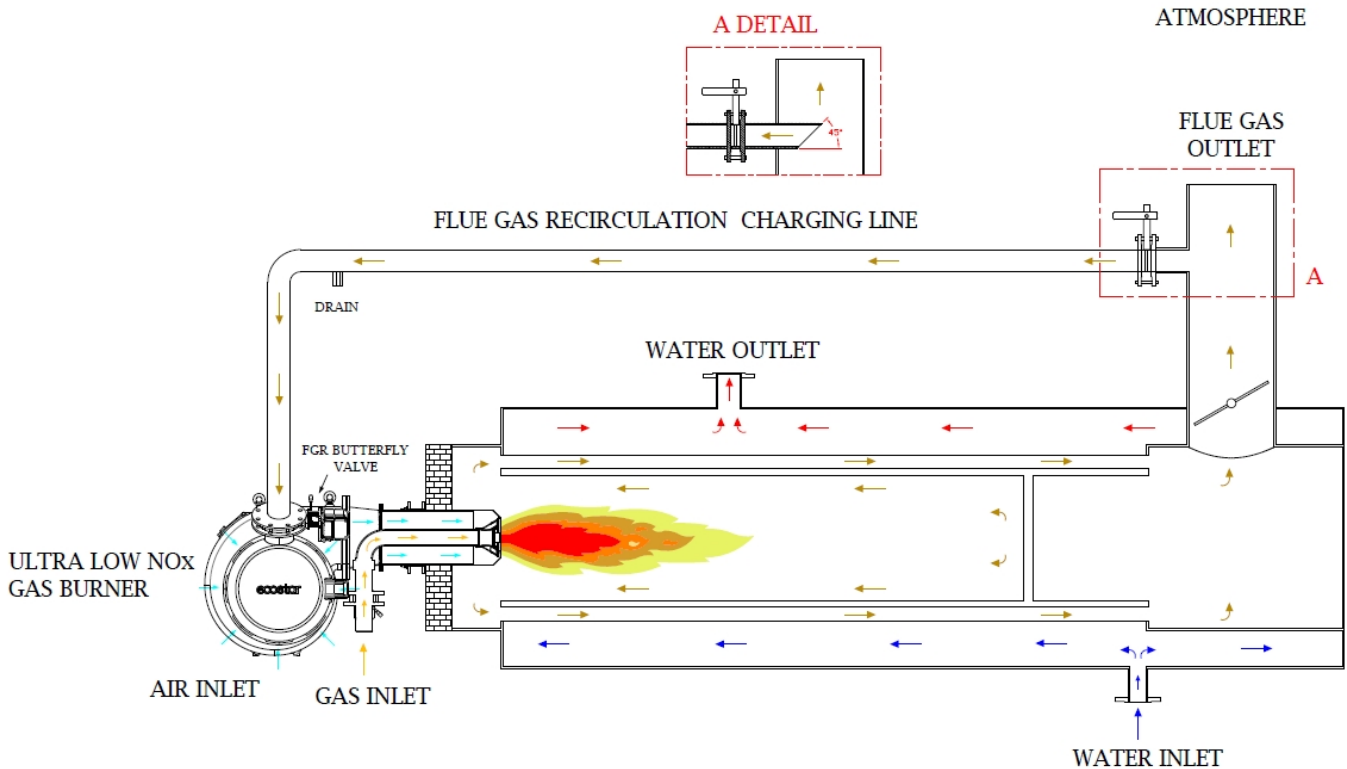 ATMOSPHERE
A DETAIL
45°
FLUE GAS
OUTLET
FLUE GAS RECIRCULATION CHARGING LINE
A
DRAIN
WATER OUTLET
FGR BUTTERFLY
VALVE
ULTRA LOW NOx
GAS BURNER
ecostar
AIR INLET
GAS INLET
WATER INLET